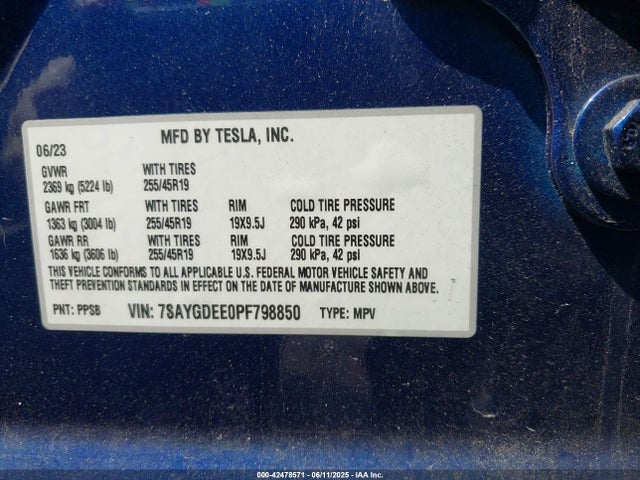 MFD BY TESLA, INC.
06/23
GVWR WITH TIRES
2369 kg (5224 lb) 255/45R19
GAWR FRT WITH TIRES RIM COLD TIRE PRESSURE
1363 kg (3004 lb) 255/45R19 19X9.5J 290 kPa, 42 psi
GAWR RR WITH TIRES RIM COLD TIRE PRESSURE
1636 kg (3606 lb) 255/45R19 19X9.5J 290 kPa, 42 psi
THIS VEHICLE CONFORMS TO ALL APPLICABLE U.S. FEDERAL MOTOR VEHICLE SAFETY AND
THEFT PREVENTION STANDARDS IN EFFECT ON THE DATE OF MANUFACTURE SHOWN ABOVE.
PNT: PPSB VIN: 7SAYGDEE0PF798850 TYPE: MPV
000-42478571 - 06/11/2025 - IAA Inc.